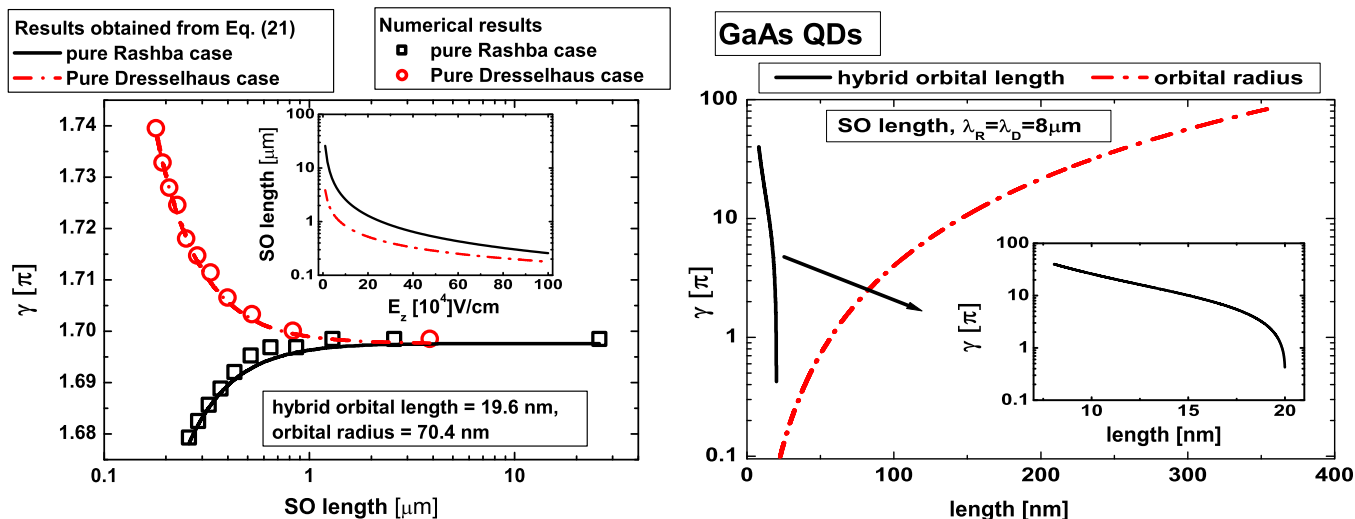 Results obtained from Eq. (21)
pure Rashba case
Pure Dresselhaus case
Numerical results
pure Rashba case
Pure Dresselhaus case
1.74
1.73
1.72
1.71
1.70
1.69
1.68
γ [π]
0.1
1
10
SO length [μm]
100
10
1
0.1
SO length [μm]
0
20
40
60
80
100
E_z [10^4]V/cm
hybrid orbital length = 19.6 nm,
orbital radius = 70.4 nm
GaAs QDs
hybrid orbital length
orbital radius
SO length, λ_R=λ_D=8μm
100
10
1
0.1
γ [π]
0
50
100
150
200
250
300
350
400
length [nm]
100
10
1
0.1
γ [π]
10
15
20
length [nm]